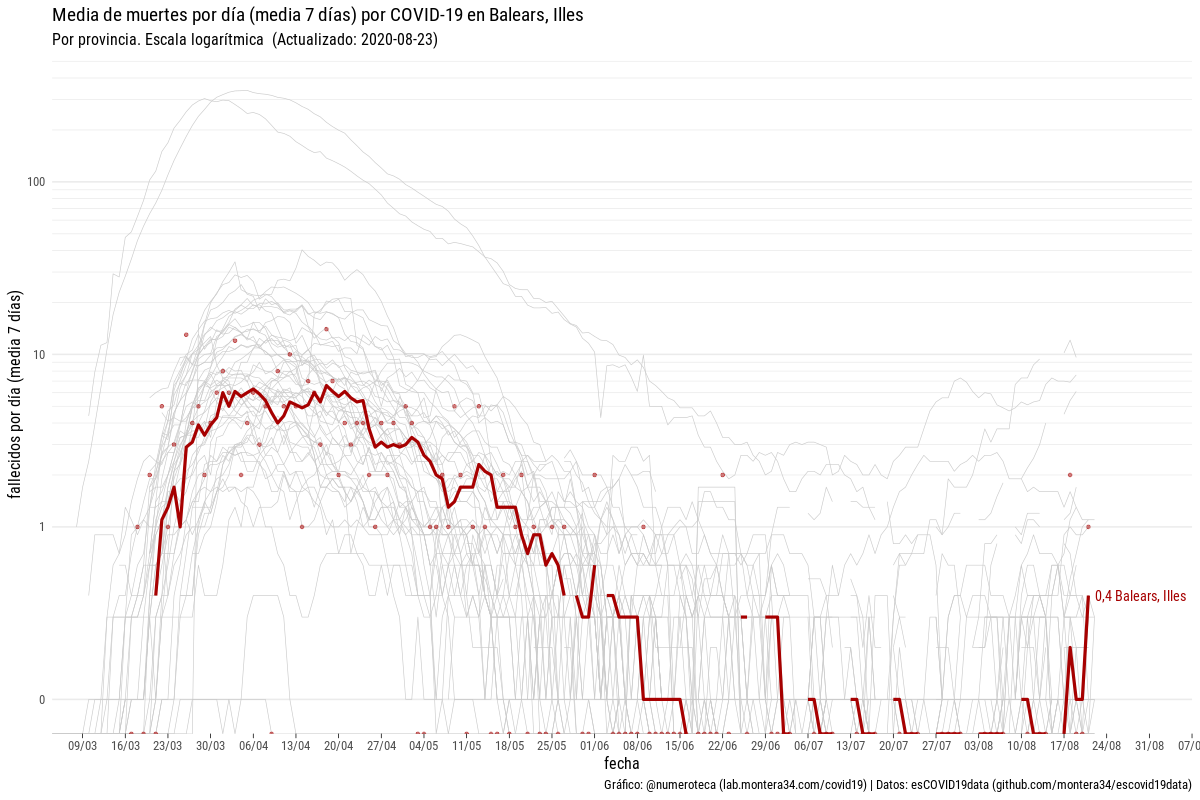 Media de muertes por día (media 7 días) por COVID-19 en Balears, Illes
Por provincia. Escala logarítmica  (Actualizado: 2020-08-23)
fallecidos por día (media 7 días)
100
10
1
0
0,4 Balears, Illes
09/03 16/03 23/03 30/03 06/04 13/04 20/04 27/04 04/05 11/05 18/05 25/05 01/06 08/06 15/06 22/06 29/06 06/07 13/07 20/07 27/07 03/08 10/08 17/08 24/08 31/08 07/0
fecha
Gráfico: @numeroteca (lab.montera34.com/covid19) | Datos: esCOVID19data (github.com/montera34/escovid19data)